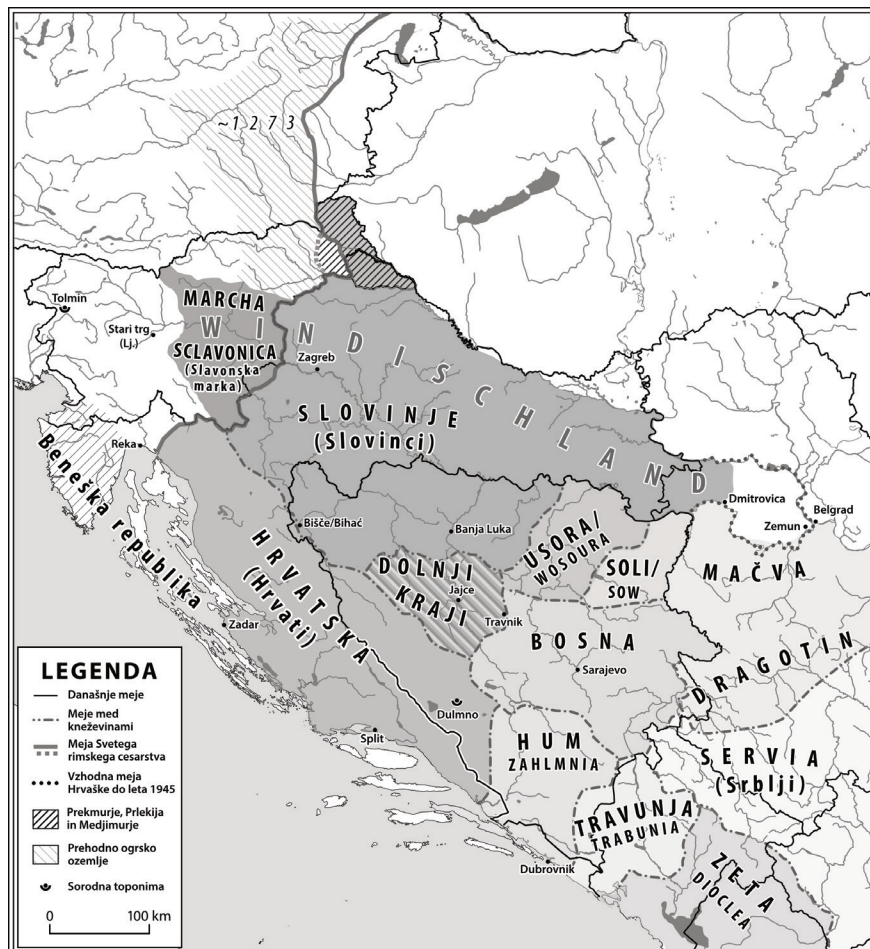 ~1273
Tolmin
Stari trg
(Lj.)
MARCHA
WINDISCHLAND
SCLAVONICA
(Slavonska
marka)
Zagreb
SLOVINJE
(Slovinci)
Reka
Beneška republika
Bišče/Bihać
Banja Luka
Dmitrovica
Belgrad
Zemun
HRVATSKA
(Hrvati)
DOLNJI
KRAJI
Jajce
USORA/
WOSOURA
SOLI/
SOW
MAČVA
Travnik
Zadar
BOSNA
Sarajevo
DRAGOTIN
Dulmno
Split
HUM
ZAHLMNIA
SERVIA
(Srblji)
TRAVUNJA
TRABUNIA
Dubrovnik
ZETA
DIOCLEA
LEGENDA
Današnje meje
Meje med
kneževinami
Meja Svetega
rimskega cesarstva
Vzhodna meja
Hrvaške do leta 1945
Prekmurje, Prlekija
in Medjimurje
Prehodno ogrsko
ozemlje
Sorodna toponima
0 100 km